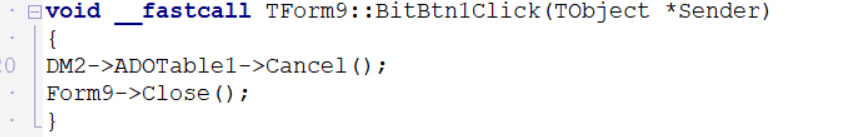 void __fastcall TForm9::BitBtn1Click(TObject *Sender)
{
DM2->ADOTable1->Cancel();
Form9->Close();
}